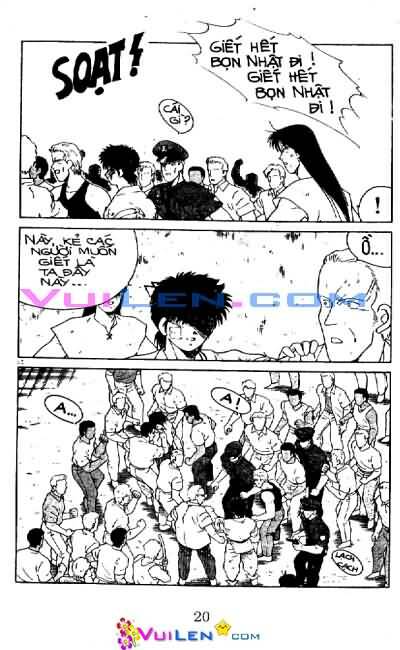 SOẠT!
GIẾT HẾT
BỌN NHẬT ĐI!
GIẾT HẾT
BỌN NHẬT
ĐI!
CÁI
GÌ?
!
NÀY, KẺ CÁC
NGƯƠI MUỐN
GIẾT LÀ
TA ĐÂY
NÀY...
Ồ...
VUILEN.COM
A...
A!
LẠCH
CẠCH
20
VUILEN.COM